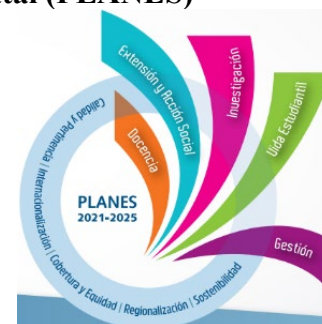 tal (PLANES)
Extensión y Acción Social
Investigación
Vida Estudiantil
Docencia
Gestión
PLANES
2021-2025
Calidad y Pertinencia | Internacionalización | Cobertura y Equidad | Regionalización | Sostenibilidad